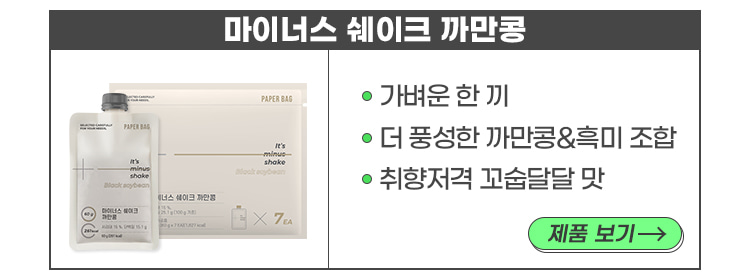 마이너스 쉐이크 까만콩
가벼운 한 끼
더 풍성한 까만콩&흑미 조합
취향저격 꼬숩달달 맛
제품 보기
SELECTED CAREFULLY
FOR YOUR NEEDS.
PAPER BAG
It's
minus
shake
Black soybean
마이너스 쉐이크
까만콩
40 g
PAPER BAG
It's
minus
shake
Black soybean
이너스 쉐이크 까만콩
7EA